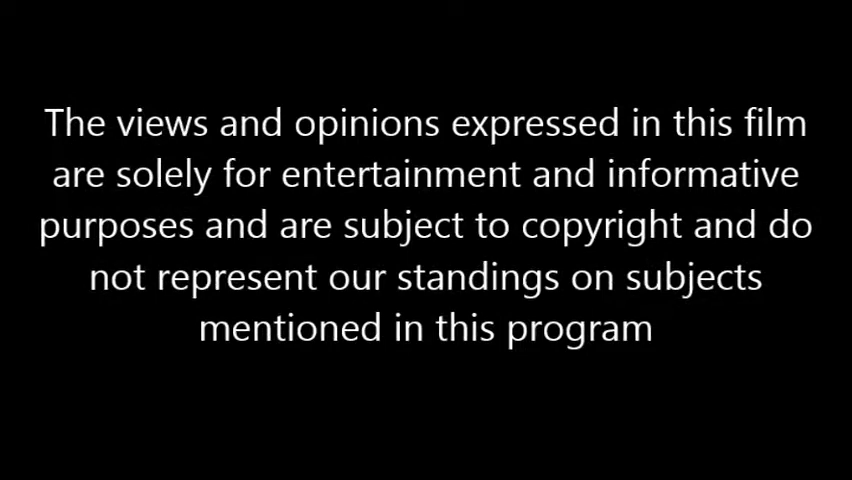 The views and opinions expressed in this film
are solely for entertainment and informative
purposes and are subject to copyright and do
not represent our standings on subjects
mentioned in this program